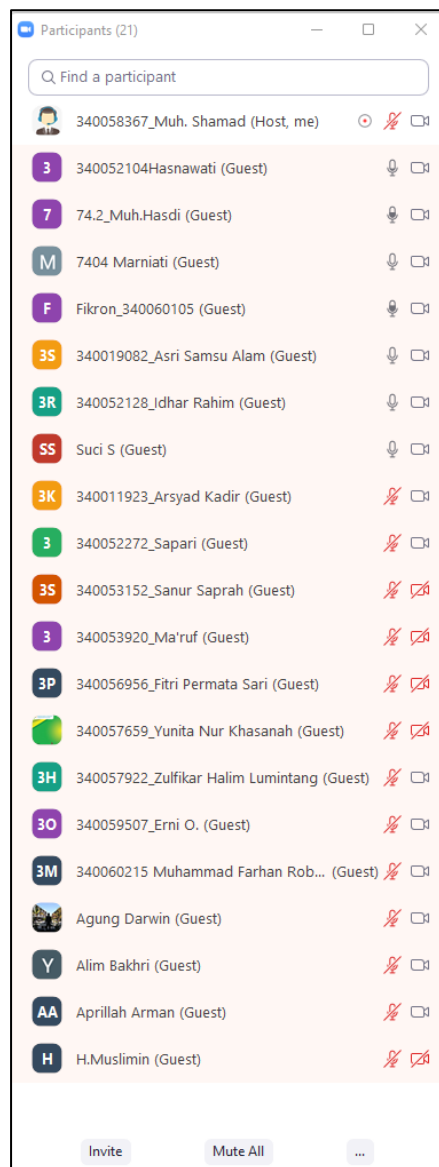 Participants (21)
Find a participant
340058367_Muh. Shamad (Host, me)
3 340052104Hasnawati (Guest)
7 74.2_Muh.Hasdi (Guest)
M 7404 Marniati (Guest)
F Fikron_340060105 (Guest)
3S 340019082_Asri Samsu Alam (Guest)
3R 340052128_Idhar Rahim (Guest)
SS Suci S (Guest)
3K 340011923_Arsyad Kadir (Guest)
3 340052272_Sapari (Guest)
3S 340053152_Sanur Saprah (Guest)
3 340053920_Ma'ruf (Guest)
3P 340056956_Fitri Permata Sari (Guest)
340057659_Yunita Nur Khasanah (Guest)
3H 340057922_Zulfikar Halim Lumintang (Guest)
3O 340059507_Erni O. (Guest)
3M 340060215 Muhammad Farhan Rob... (Guest)
Agung Darwin (Guest)
Y Alim Bakhri (Guest)
AA Aprillah Arman (Guest)
H H.Muslimin (Guest)
Invite Mute All ...